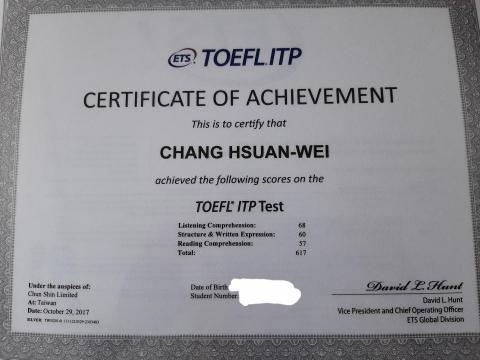 ETS TOEFL ITP
CERTIFICATE OF ACHIEVEMENT
This is to certify that
CHANG HSUAN-WEI
achieved the following scores on the
TOEFL® ITP Test
Listening Comprehension: 68
Structure & Written Expression: 60
Reading Comprehension: 57
Total: 617
Under the auspices of:
Chun Shin Limited
At: Taiwan
Date: October 29, 2017
SILVER:
Date of Birth
Student Number:
David L. Hunt
David L. Hunt
Vice President and Chief Operating Officer
ETS Global Division